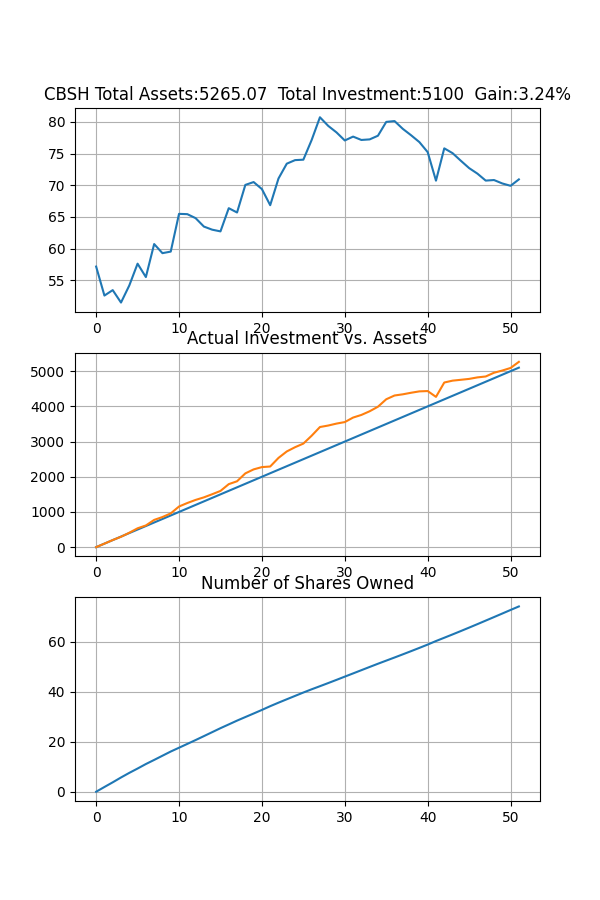 CBSH Total Assets:5265.07  Total Investment:5100  Gain:3.24%
80
75
70
65
60
55
0 10 20 30 40 50
Actual Investment vs. Assets
5000
4000
3000
2000
1000
0
0 10 20 30 40 50
Number of Shares Owned
60
40
20
0
0 10 20 30 40 50